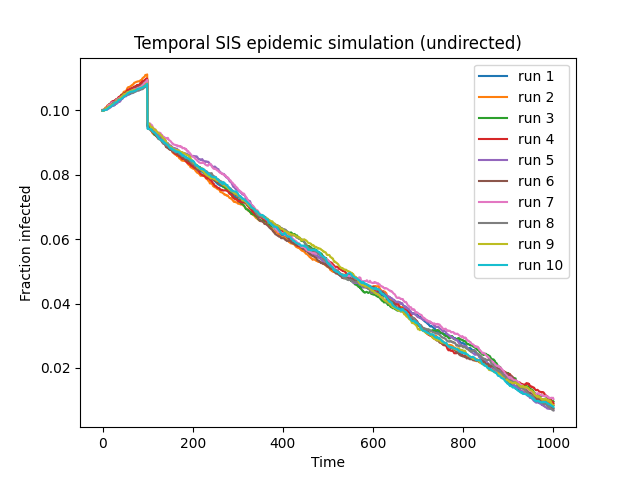 Temporal SIS epidemic simulation (undirected)
Fraction infected
0.10
0.08
0.06
0.04
0.02
run 1
run 2
run 3
run 4
run 5
run 6
run 7
run 8
run 9
run 10
0 200 400 600 800 1000
Time